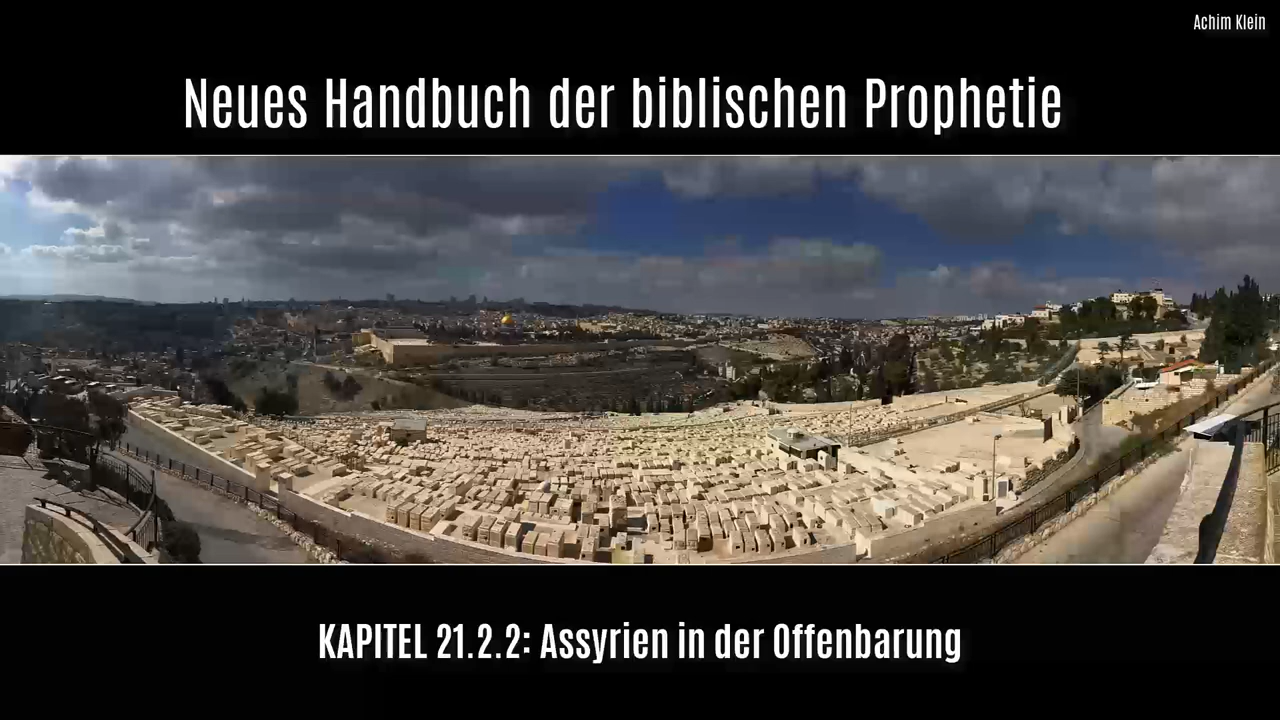 Achim Klein
Neues Handbuch der biblischen Prophetie
KAPITEL 21.2.2: Assyrien in der Offenbarung